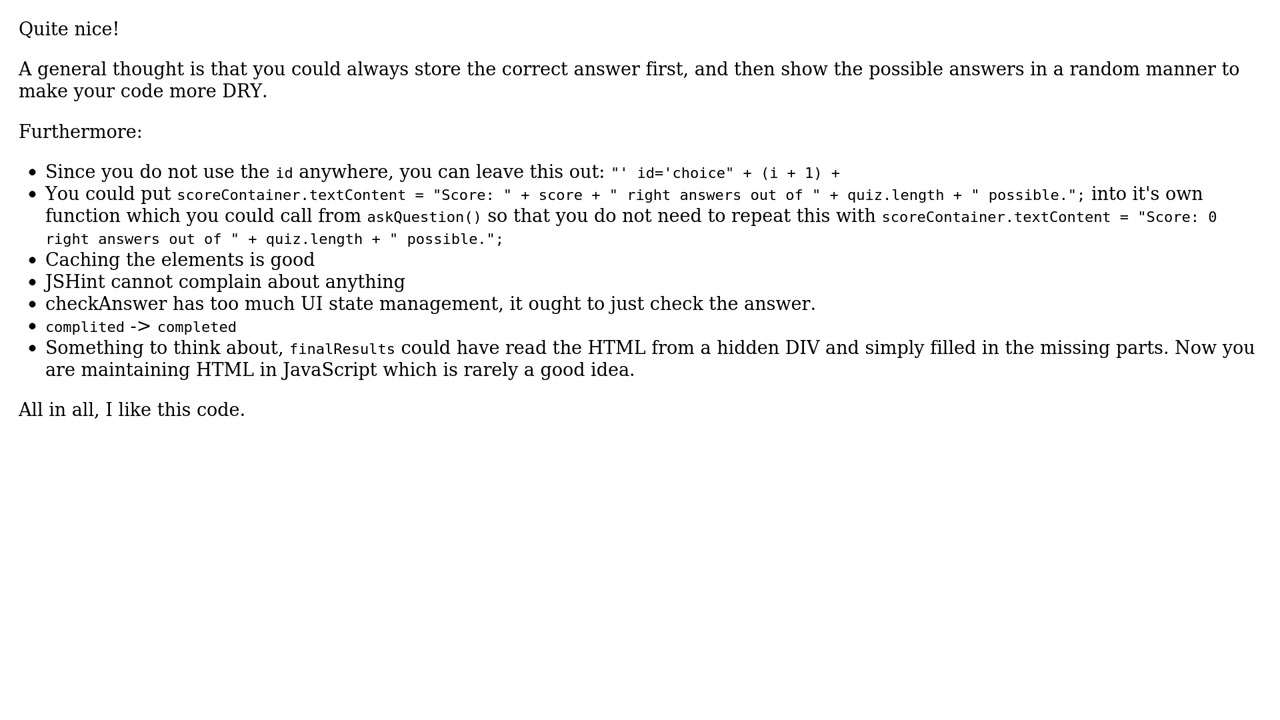 Quite nice!
A general thought is that you could always store the correct answer first, and then show the possible answers in a random manner to
make your code more DRY.
Furthermore:
• Since you do not use the id anywhere, you can leave this out: "' id='choice" + (i + 1) +
• You could put scoreContainer.textContent = "Score: " + score + " right answers out of " + quiz.length + " possible."; into it's own
function which you could call from askQuestion() so that you do not need to repeat this with scoreContainer.textContent = "Score: 0
right answers out of " + quiz.length + " possible.";
• Caching the elements is good
• JSHint cannot complain about anything
• checkAnswer has too much UI state management, it ought to just check the answer.
• complited -> completed
• Something to think about, finalResults could have read the HTML from a hidden DIV and simply filled in the missing parts. Now you
are maintaining HTML in JavaScript which is rarely a good idea.
All in all, I like this code.